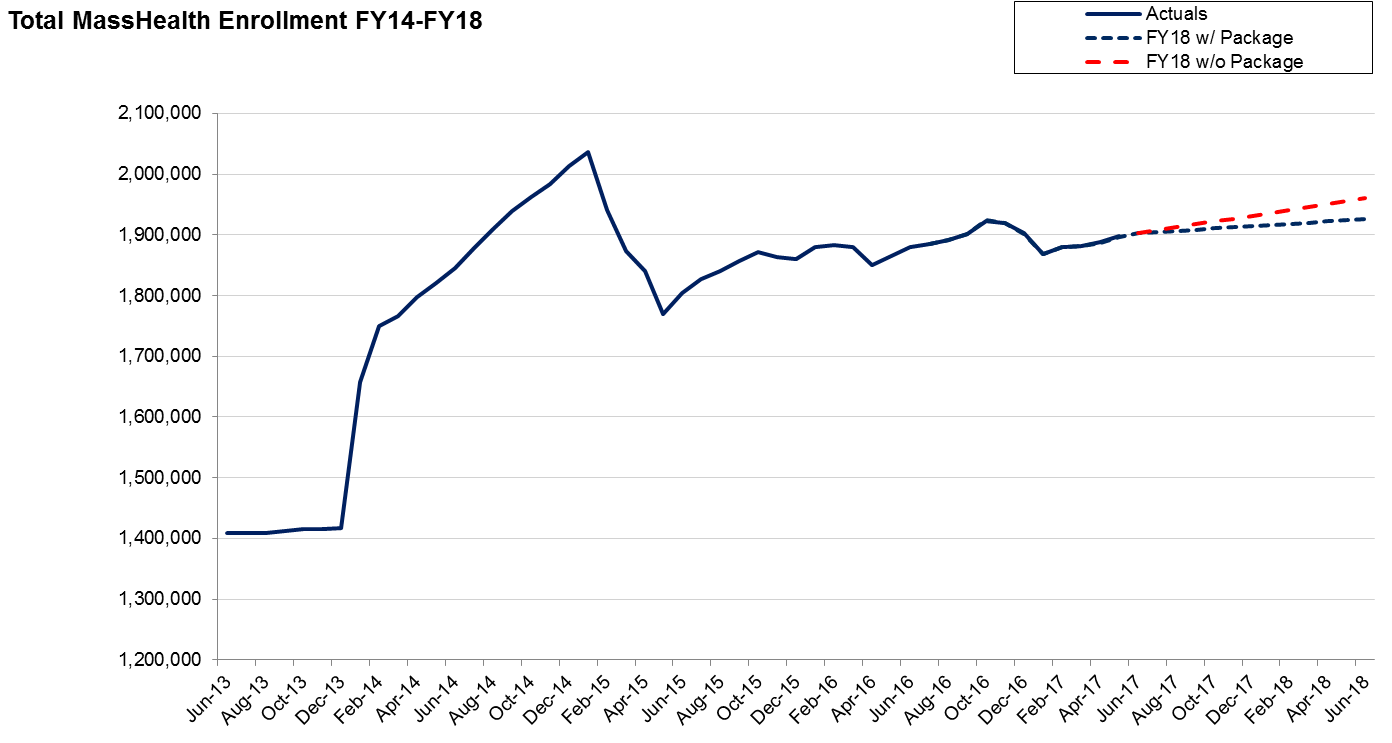 Total MassHealth Enrollment FY14-FY18
Actuals
FY18 w/ Package
FY18 w/o Package
2,100,000
2,000,000
1,900,000
1,800,000
1,700,000
1,600,000
1,500,000
1,400,000
1,300,000
1,200,000
Jun-13
Aug-13
Oct-13
Dec-13
Feb-14
Apr-14
Jun-14
Aug-14
Oct-14
Dec-14
Feb-15
Apr-15
Jun-15
Aug-15
Oct-15
Dec-15
Feb-16
Apr-16
Jun-16
Aug-16
Oct-16
Dec-16
Feb-17
Apr-17
Jun-17
Aug-17
Oct-17
Dec-17
Feb-18
Apr-18
Jun-18